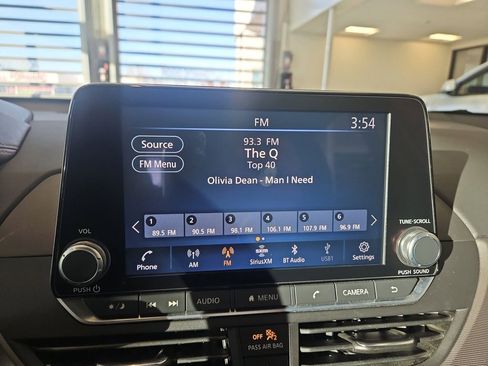 FM
3:54
Source
93.3 FM
The Q
FM Menu
Top 40
Olivia Dean - Man I Need
1 2 3 4 5 6
89.5 FM 90.5 FM 98.1 FM 106.1 FM 107.9 FM 96.9 FM
VOL
TUNE·SCROLL
Phone AM FM SiriusXM BT Audio USB1 Settings
PUSH
PUSH SOUND
AUDIO MENU CAMERA
OFF
PASS AIR BAG